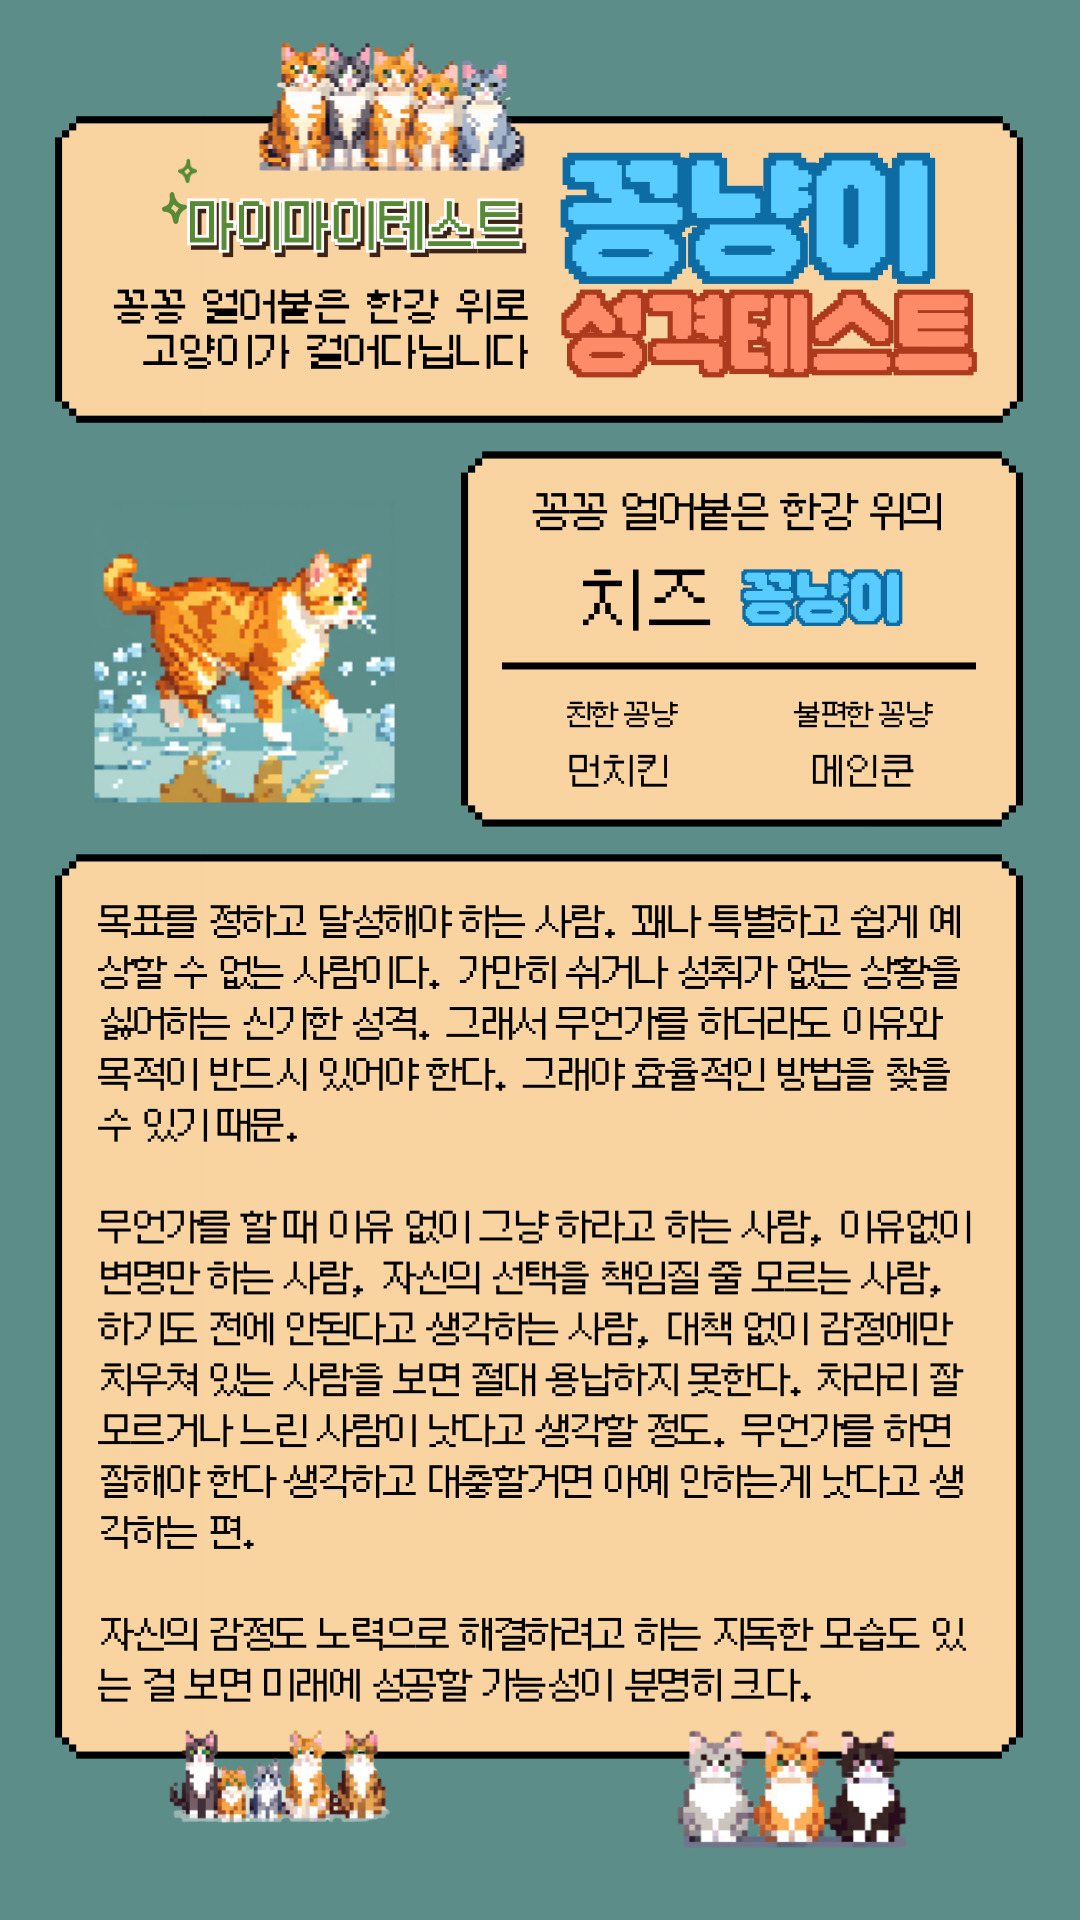 마이마이테스트
꽁꽁 얼어붙은 한강 위로
고양이가 걸어다닙니다
꽁냥이
성격테스트
꽁꽁 얼어붙은 한강 위의
치즈 꽁냥이
친한 꽁냥
먼치킨
불편한 꽁냥
메인쿤
목표를 정하고 달성해야 하는 사람. 꽤나 특별하고 쉽게 예
상할 수 없는 사람이다. 가만히 쉬거나 성취가 없는 상황을
싫어하는 신기한 성격. 그래서 무언가를 하더라도 이유와
목적이 반드시 있어야 한다. 그래야 효율적인 방법을 찾을
수 있기 때문.
무언가를 할 때 이유 없이 그냥 하라고 하는 사람, 이유없이
변명만 하는 사람, 자신의 선택을 책임질 줄 모르는 사람,
하기도 전에 안된다고 생각하는 사람, 대책 없이 감정에만
치우쳐 있는 사람을 보면 절대 용납하지 못한다. 차라리 잘
모르거나 느린 사람이 낫다고 생각할 정도. 무언가를 하면
잘해야 한다 생각하고 대충할거면 아예 안하는게 낫다고 생
각하는 편.
자신의 감정도 노력으로 해결하려고 하는 지독한 모습도 있
는 걸 보면 미래에 성공할 가능성이 분명히 크다.